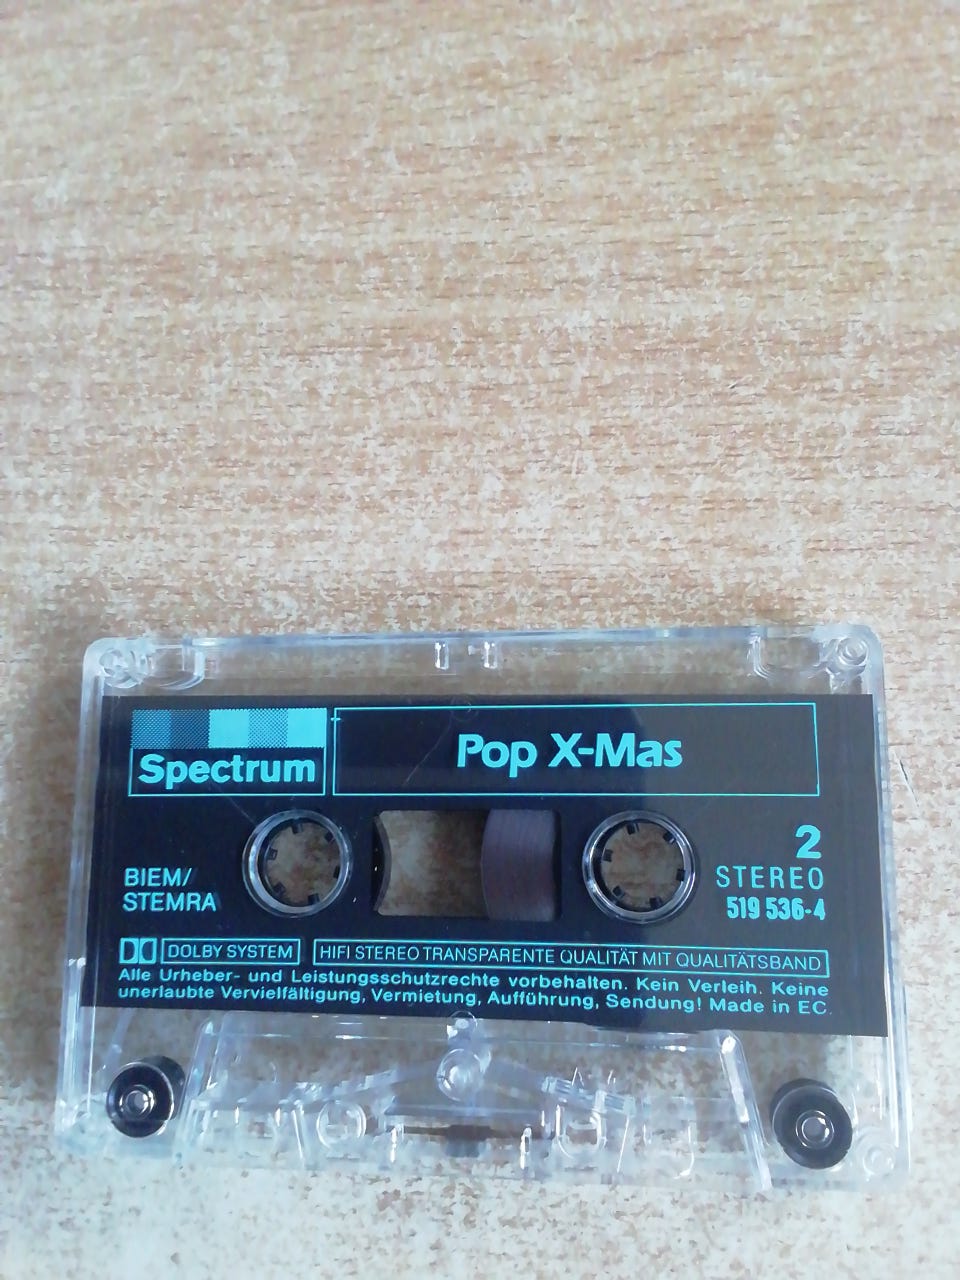 Spectrum
Pop X-Mas
BIEM/
STEMRA
2
STEREO
519 536-4
DOLBY SYSTEM
HIFI STEREO TRANSPARENTE QUALITÄT MIT QUALITÄTSBAND
Alle Urheber- und Leistungsschutzrechte vorbehalten. Kein Verleih. Keine
unerlaubte Vervielfältigung, Vermietung, Aufführung, Sendung! Made in EC.